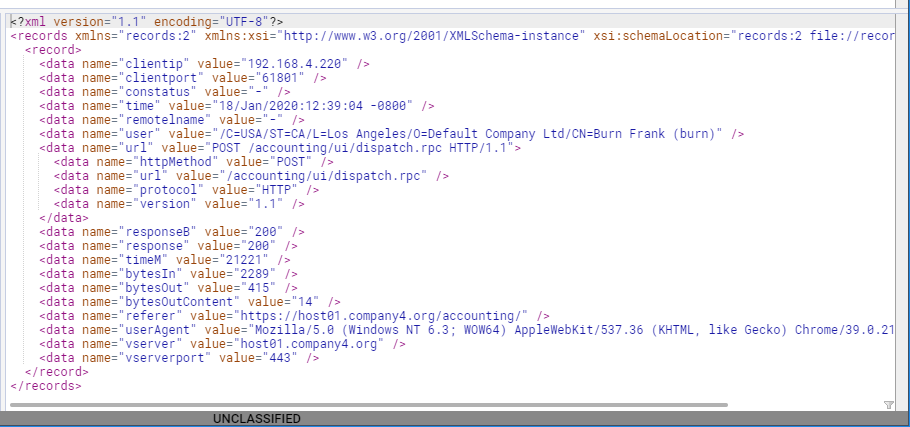 <?xml version="1.1" encoding="UTF-8"?>
<records xmlns="records:2" xmlns:xsi="http://www.w3.org/2001/XMLSchema-instance" xsi:schemaLocation="records:2 file://recor
<record>
<data name="clientip" value="192.168.4.220" />
<data name="clientport" value="61801" />
<data name="constatus" value="-" />
<data name="time" value="18/Jan/2020:12:39:04 -0800" />
<data name="remotelname" value="-" />
<data name="user" value="/C=USA/ST=CA/L=Los Angeles/O=Default Company Ltd/CN=Burn Frank (burn)" />
<data name="url" value="POST /accounting/ui/dispatch.rpc HTTP/1.1">
<data name="httpMethod" value="POST" />
<data name="url" value="/accounting/ui/dispatch.rpc" />
<data name="protocol" value="HTTP" />
<data name="version" value="1.1" />
</data>
<data name="responseB" value="200" />
<data name="response" value="200" />
<data name="timeM" value="21221" />
<data name="bytesIn" value="2289" />
<data name="bytesOut" value="415" />
<data name="bytesOutContent" value="14" />
<data name="referer" value="https://host01.company4.org/accounting/" />
<data name="userAgent" value="Mozilla/5.0 (Windows NT 6.3; WOW64) AppleWebKit/537.36 (KHTML, like Gecko) Chrome/39.0.21
<data name="vserver" value="host01.company4.org" />
<data name="vserverport" value="443" />
</record>
</records>
UNCLASSIFIED